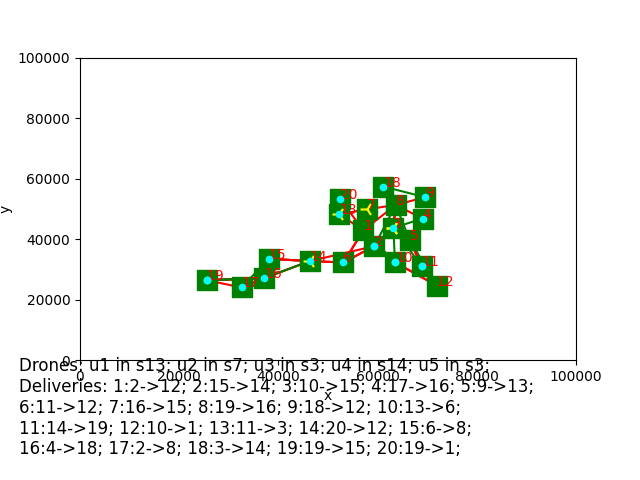 100000
80000
60000
40000
20000
0
y
0 20000 40000 60000 80000 100000
x
Drones: u1 in s13; u2 in s7; u3 in s3; u4 in s14; u5 in s3;
Deliveries: 1:2->12; 2:15->14; 3:10->15; 4:17->16; 5:9->13;
6:11->12; 7:16->15; 8:19->16; 9:18->12; 10:13->6;
11:14->19; 12:10->1; 13:11->3; 14:20->12; 15:6->8;
16:4->18; 17:2->8; 18:3->14; 19:19->15; 20:19->1;